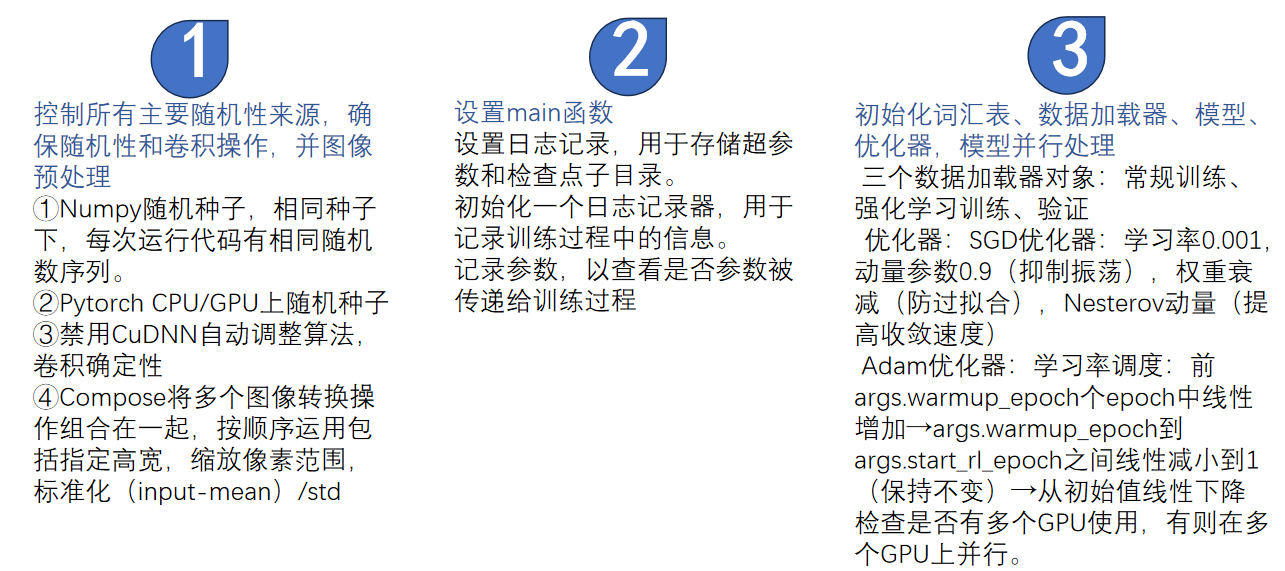 1
控制所有主要随机性来源，确
保随机性和卷积操作，并图像
预处理
①Numpy随机种子，相同种子
下，每次运行代码有相同随机
数序列。
②Pytorch CPU/GPU上随机种子
③禁用CuDNN自动调整算法，
卷积确定性
④Compose将多个图像转换操
作组合在一起，按顺序运用包
括指定高宽，缩放像素范围，
标准化（input-mean）/std
2
设置main函数
设置日志记录，用于存储超参
数和检查点子目录。
初始化一个日志记录器，用于
记录训练过程中的信息。
记录参数，以查看是否参数被
传递给训练过程
3
初始化词汇表、数据加载器、模型、
优化器，模型并行处理
三个数据加载器对象：常规训练、
强化学习训练、验证
优化器：SGD优化器：学习率0.001，
动量参数0.9（抑制振荡），权重衰
减（防过拟合），Nesterov动量（提
高收敛速度）
Adam优化器：学习率调度：前
args.warmup_epoch个epoch中线性
增加→args.warmup_epoch到
args.start_rl_epoch之间线性减小到1
（保持不变）→从初始值线性下降
检查是否有多个GPU使用，有则在多
个GPU上并行。